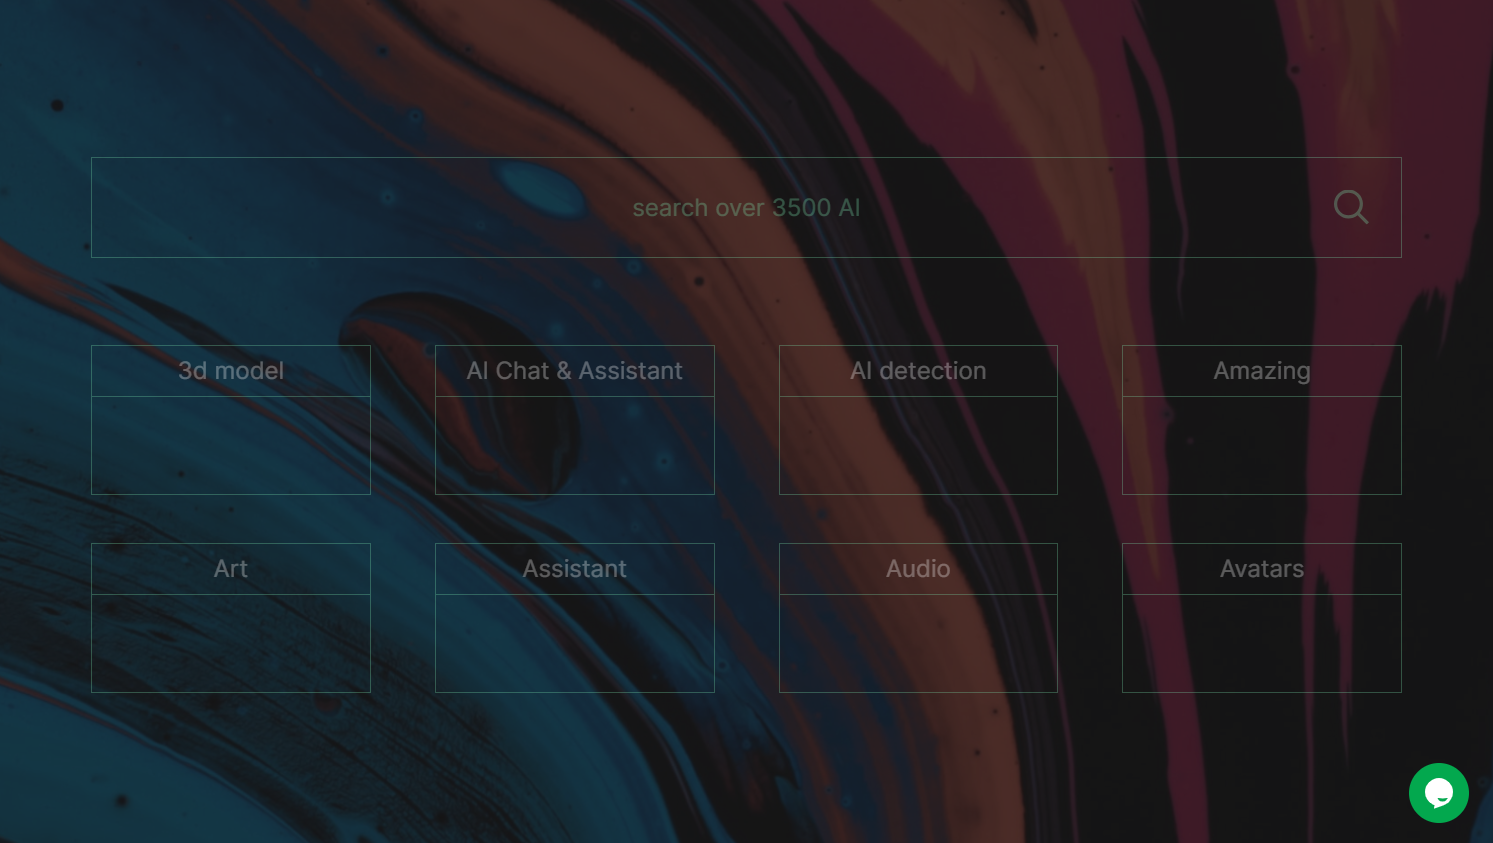 search over 3500 AI
3d model
AI Chat & Assistant
AI detection
Amazing
Art
Assistant
Audio
Avatars